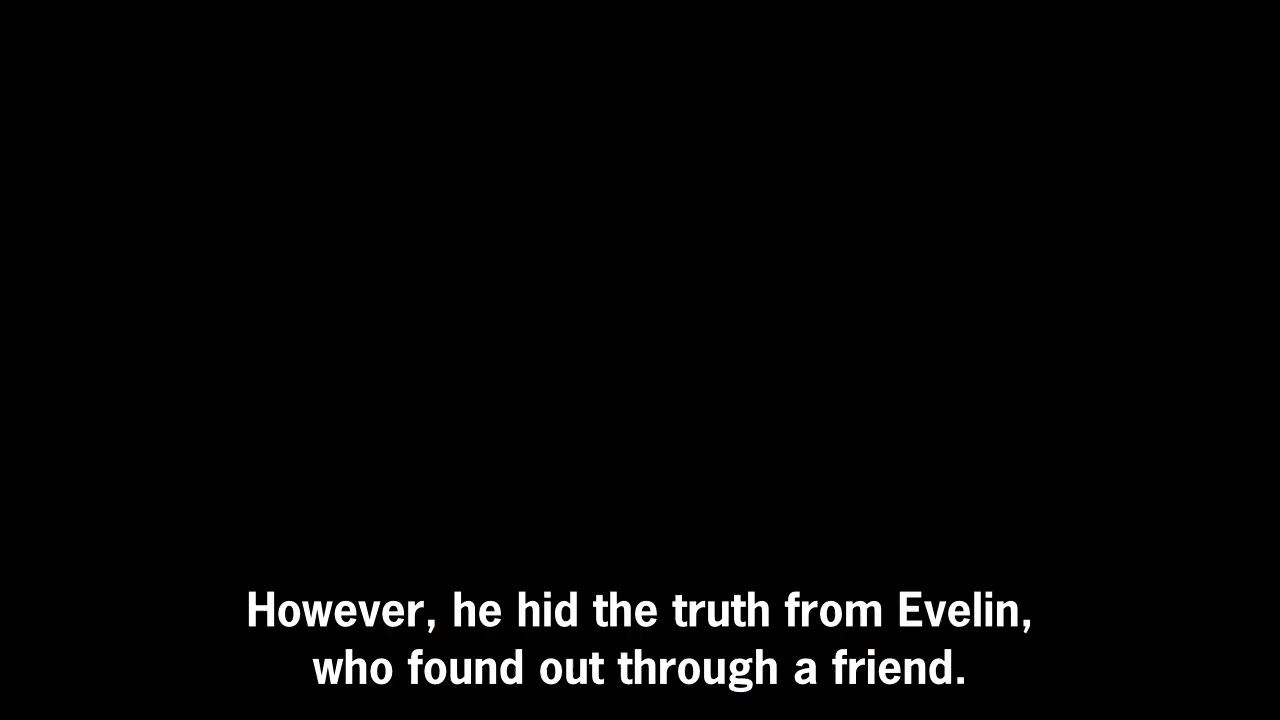 However, he hid the truth from Evelin,
who found out through a friend.